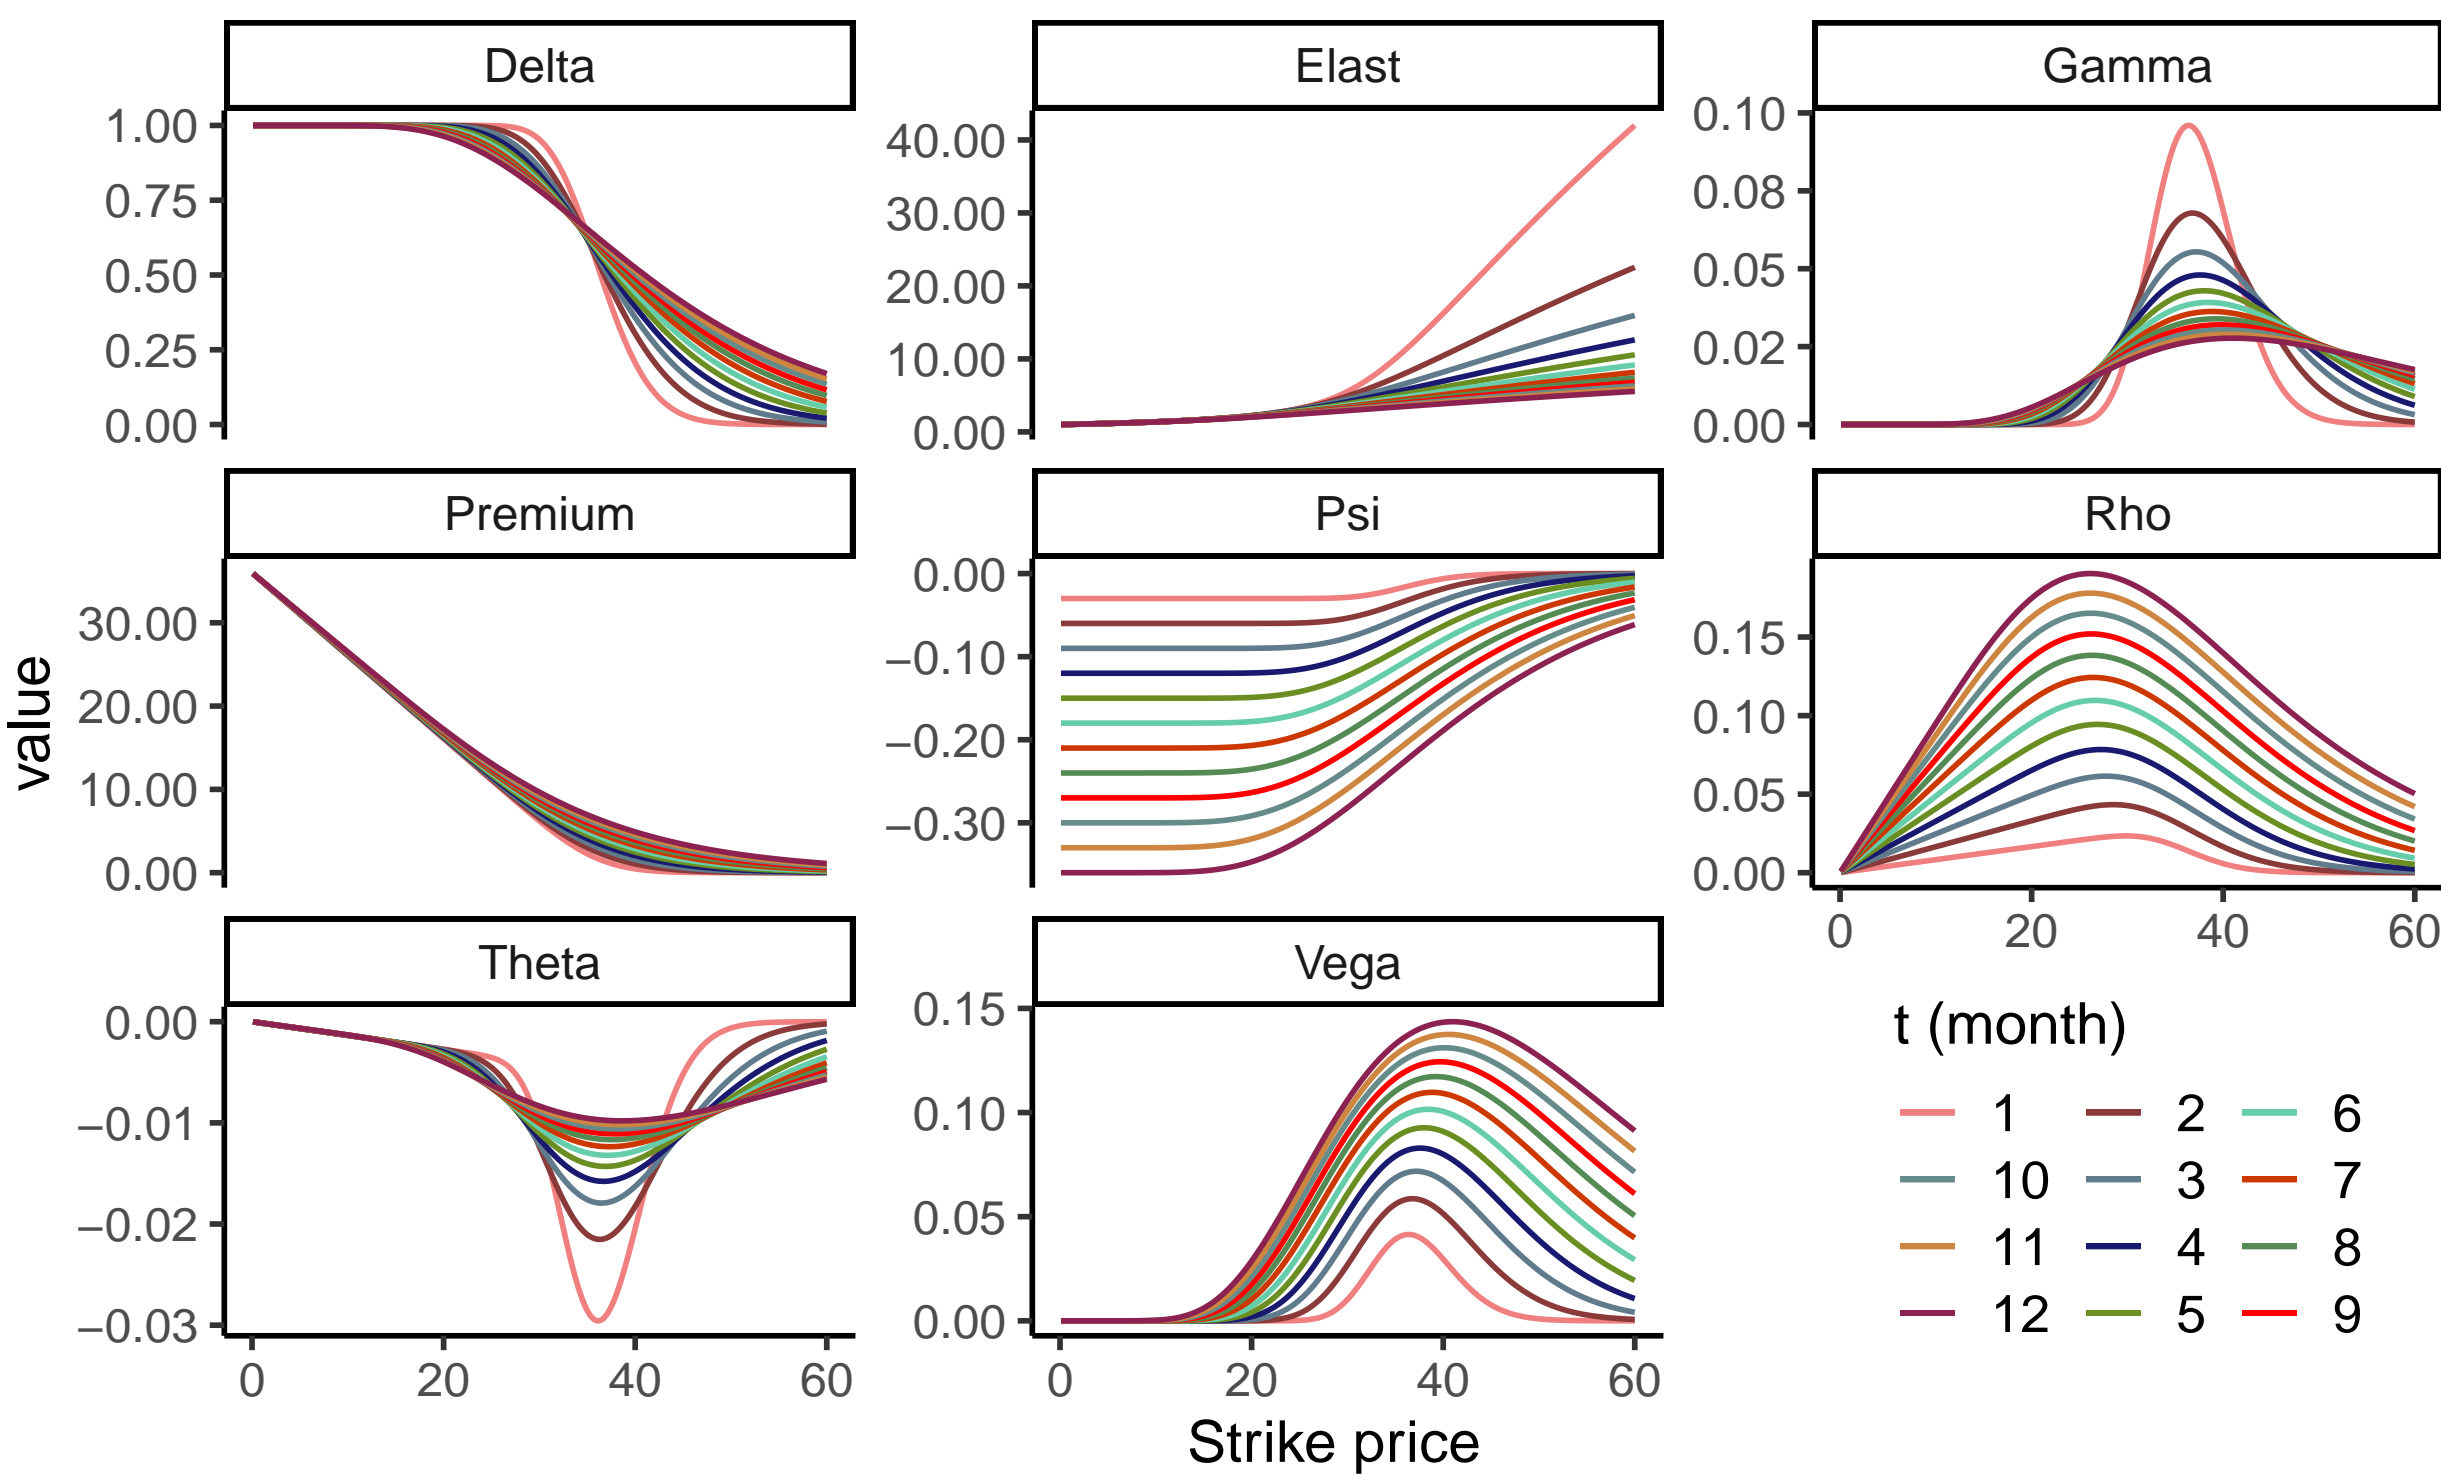 Delta
Elast
Gamma
1.00
0.75
0.50
0.25
0.00
40.00
30.00
20.00
10.00
0.00
0.10
0.08
0.05
0.02
0.00
Premium
Psi
Rho
30.00
20.00
10.00
0.00
0.00
−0.10
−0.20
−0.30
0.15
0.10
0.05
0.00
0 20 40 60
value
Theta
Vega
0.00
−0.01
−0.02
−0.03
0.15
0.10
0.05
0.00
0 20 40 60
0 20 40 60
Strike price
t (month)
1 2 6
10 3 7
11 4 8
12 5 9